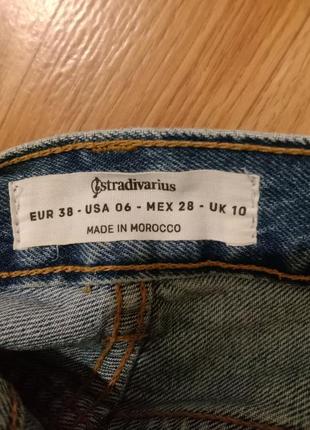 stradivarius
EUR 38 - USA 06 - MEX 28 - UK 10
MADE IN MOROCCO